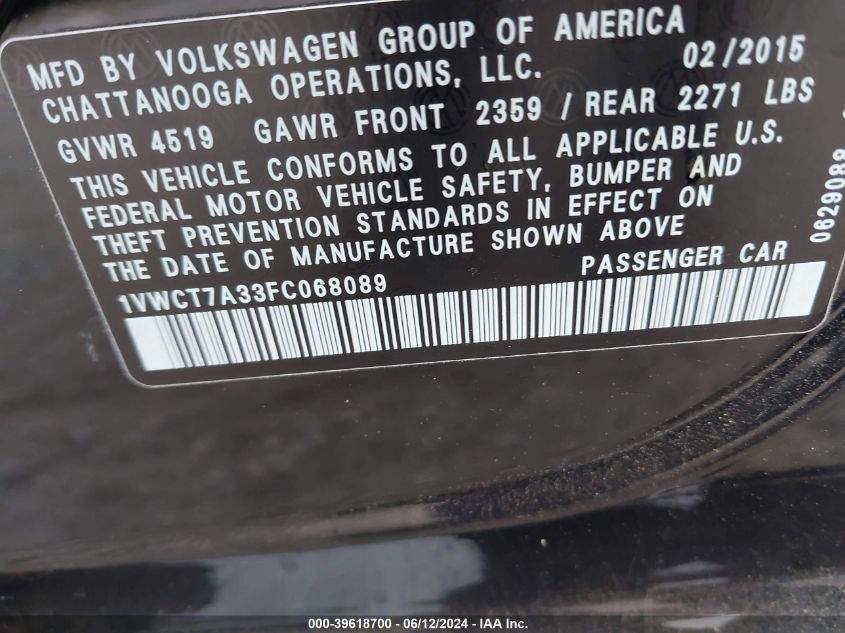 MFD BY VOLKSWAGEN GROUP OF AMERICA 02/2015
CHATTANOOGA OPERATIONS, LLC.
GVWR 4519 GAWR FRONT 2359 / REAR 2271 LBS
THIS VEHICLE CONFORMS TO ALL APPLICABLE U.S.
FEDERAL MOTOR VEHICLE SAFETY, BUMPER AND
THEFT PREVENTION STANDARDS IN EFFECT ON
THE DATE OF MANUFACTURE SHOWN ABOVE
1VWCT7A33FC068089 PASSENGER CAR
0629088
000-39618700 - 06/12/2024 - IAA Inc.